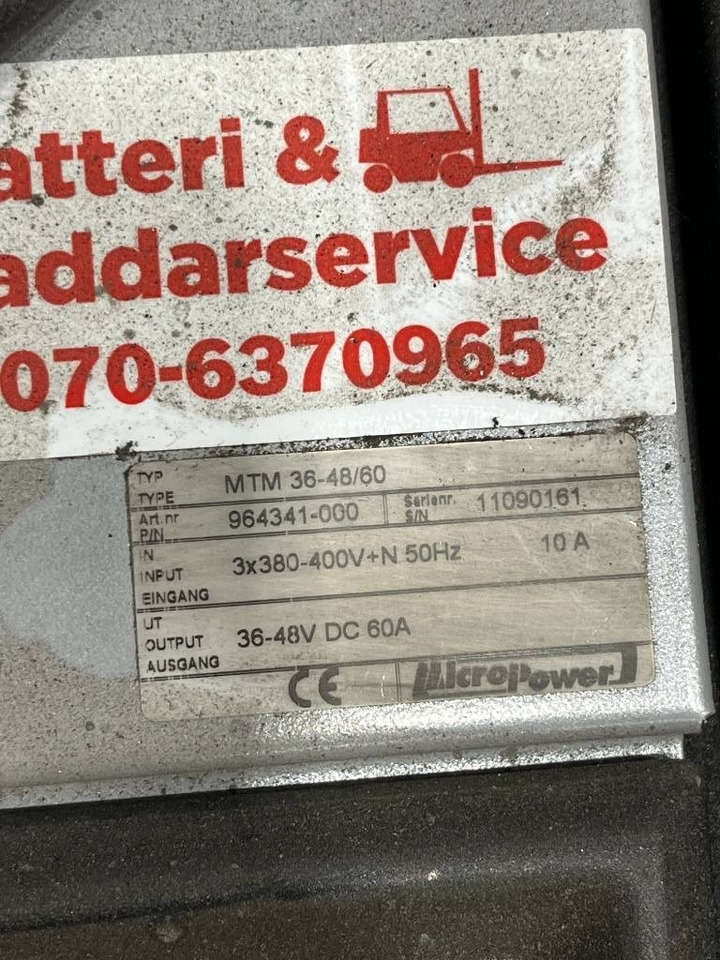 atteri &
addarservice
070-6370965
TYP
TYPE MTM 36-48/60
Art.nr
P/N 964341-000 Serienr.
S/N 11090161
IN
INPUT 3x380-400V+N 50Hz 10 A
EINGANG
UT
OUTPUT 36-48V DC 60A
AUSGANG
CE micropower